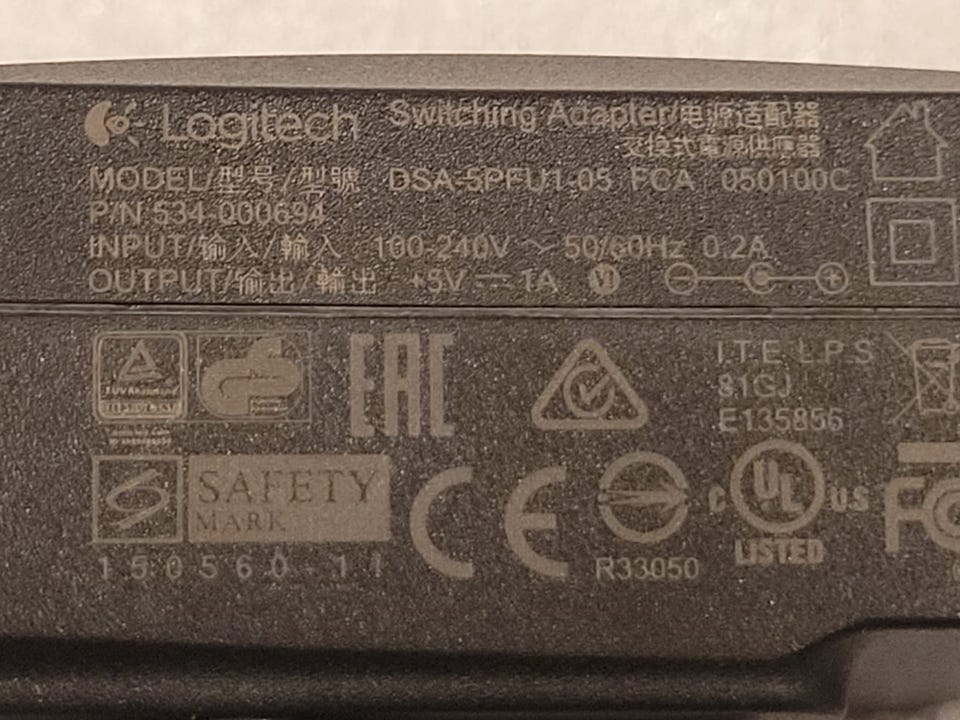 Logitech Switching Adapter/电源适配器
交換式電源供應器
MODEL/型号/型號 DSA-5PFU1-05 FCA 050100C
P/N 534-000694
INPUT/输入/輸入 100-240V ~ 50/60Hz 0.2A
OUTPUT/输出/輸出 +5V ⎓ 1A VI
EAC
I.T.E. L.P.S
81GJ
E135856
SAFETY
MARK
150560-11
CE
R33050
C UL US
LISTED
FC